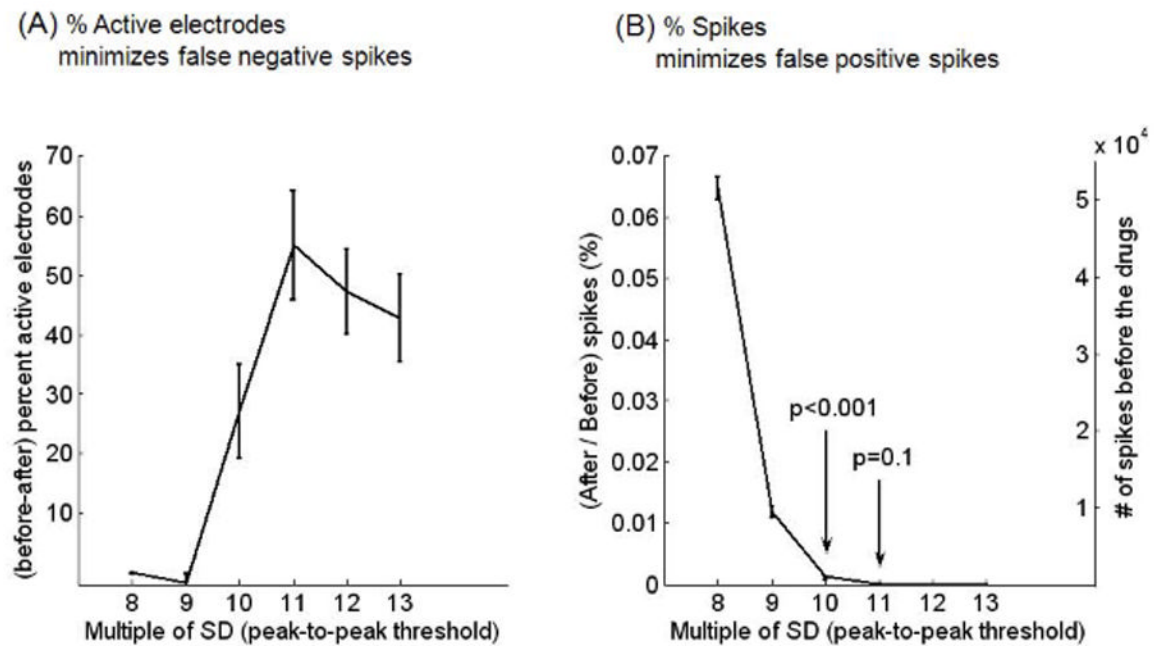 (A) % Active electrodes
minimizes false negative spikes
(before-after) percent active electrodes
70
60
50
40
30
20
10
8 9 10 11 12 13
Multiple of SD (peak-to-peak threshold)
(B) % Spikes
minimizes false positive spikes
(After / Before) spikes (%)
0.07
0.06
0.05
0.04
0.03
0.02
0.01
0
p<0.001
p=0.1
8 9 10 11 12 13
Multiple of SD (peak-to-peak threshold)
x 10⁴
5
4
3
2
1
# of spikes before the drugs